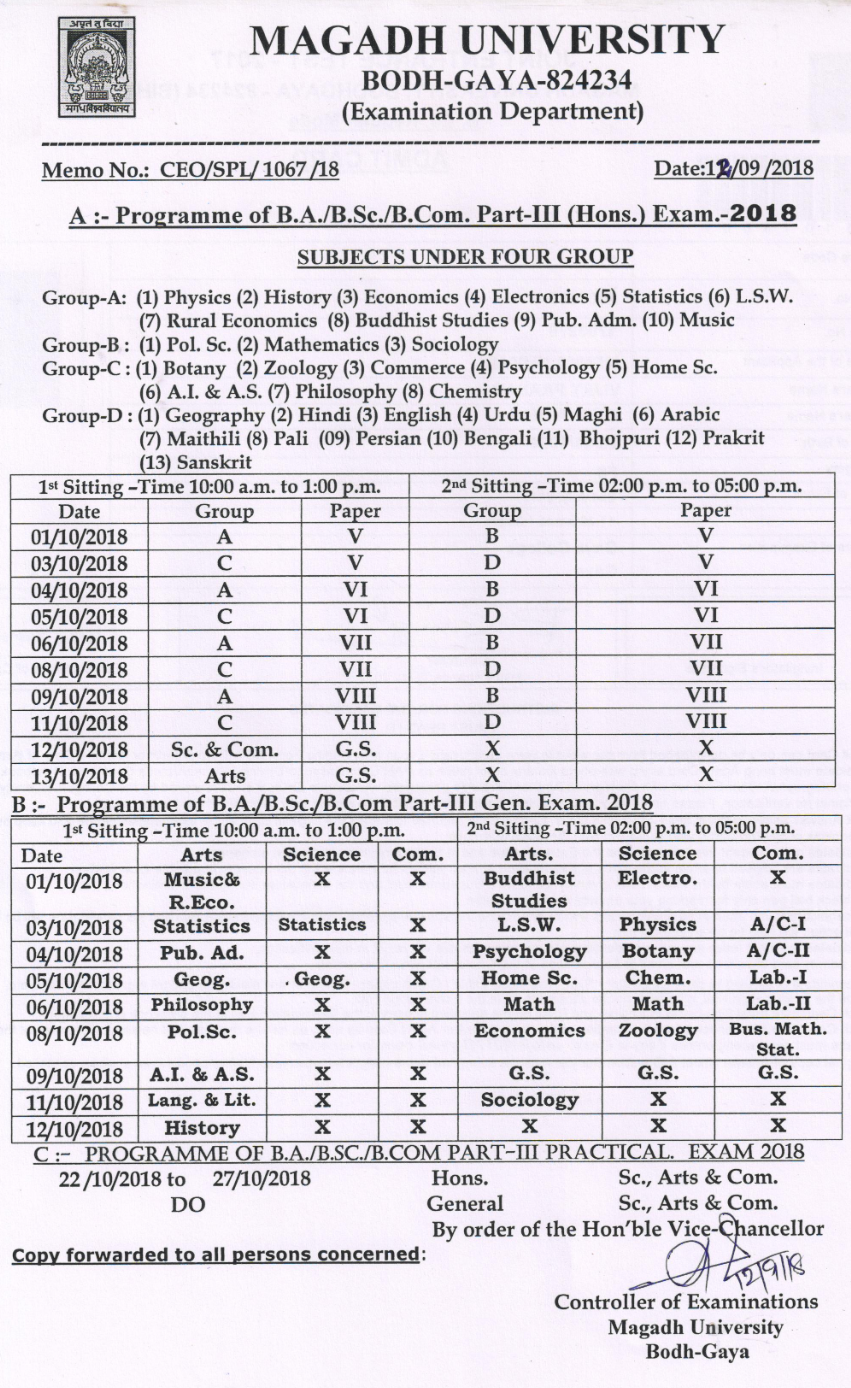 अमृतं तु विद्या
मगध विश्वविद्यालय
MAGADH UNIVERSITY
BODH-GAYA-824234
(Examination Department)
Memo No.: CEO/SPL/ 1067 /18 Date:12/09 /2018
A :- Programme of B.A./B.Sc./B.Com. Part-III (Hons.) Exam.-2018
SUBJECTS UNDER FOUR GROUP
Group-A: (1) Physics (2) History (3) Economics (4) Electronics (5) Statistics (6) L.S.W.
(7) Rural Economics (8) Buddhist Studies (9) Pub. Adm. (10) Music
Group-B : (1) Pol. Sc. (2) Mathematics (3) Sociology
Group-C : (1) Botany (2) Zoology (3) Commerce (4) Psychology (5) Home Sc.
(6) A.I. & A.S. (7) Philosophy (8) Chemistry
Group-D : (1) Geography (2) Hindi (3) English (4) Urdu (5) Maghi (6) Arabic
(7) Maithili (8) Pali (09) Persian (10) Bengali (11) Bhojpuri (12) Prakrit
(13) Sanskrit
1st Sitting –Time 10:00 a.m. to 1:00 p.m. 2nd Sitting –Time 02:00 p.m. to 05:00 p.m.
Date Group Paper Group Paper
01/10/2018 A V B V
03/10/2018 C V D V
04/10/2018 A VI B VI
05/10/2018 C VI D VI
06/10/2018 A VII B VII
08/10/2018 C VII D VII
09/10/2018 A VIII B VIII
11/10/2018 C VIII D VIII
12/10/2018 Sc. & Com. G.S. X X
13/10/2018 Arts G.S. X X
B :- Programme of B.A./B.Sc./B.Com Part-III Gen. Exam. 2018
1st Sitting –Time 10:00 a.m. to 1:00 p.m. 2nd Sitting –Time 02:00 p.m. to 05:00 p.m.
Date Arts Science Com. Arts. Science Com.
01/10/2018 Music& X X Buddhist Electro. X
R.Eco. Studies
03/10/2018 Statistics Statistics X L.S.W. Physics A/C-I
04/10/2018 Pub. Ad. X X Psychology Botany A/C-II
05/10/2018 Geog. . Geog. X Home Sc. Chem. Lab.-I
06/10/2018 Philosophy X X Math Math Lab.-II
08/10/2018 Pol.Sc. X X Economics Zoology Bus. Math.
Stat.
09/10/2018 A.I. & A.S. X X G.S. G.S. G.S.
11/10/2018 Lang. & Lit. X X Sociology X X
12/10/2018 History X X X X X
C :- PROGRAMME OF B.A./B.SC./B.COM PART-III PRACTICAL. EXAM 2018
22 /10/2018 to 27/10/2018 Hons. Sc., Arts & Com.
DO General Sc., Arts & Com.
By order of the Hon'ble Vice-Chancellor
Copy forwarded to all persons concerned:
12/9/18
Controller of Examinations
Magadh University
Bodh-Gaya